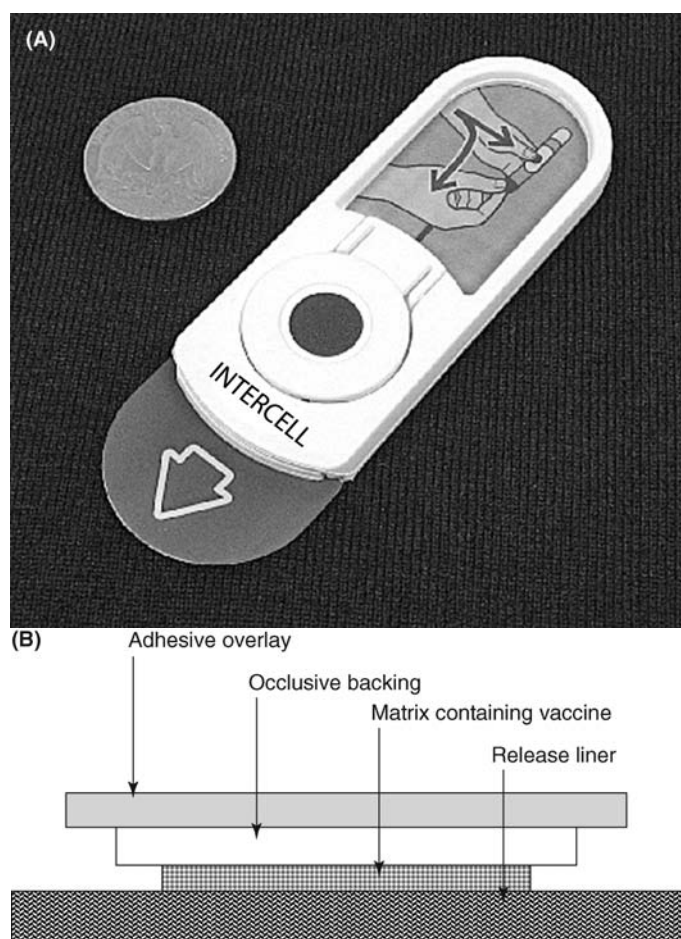 (A)
INTERCELL
(B)
Adhesive overlay
Occlusive backing
Matrix containing vaccine
Release liner